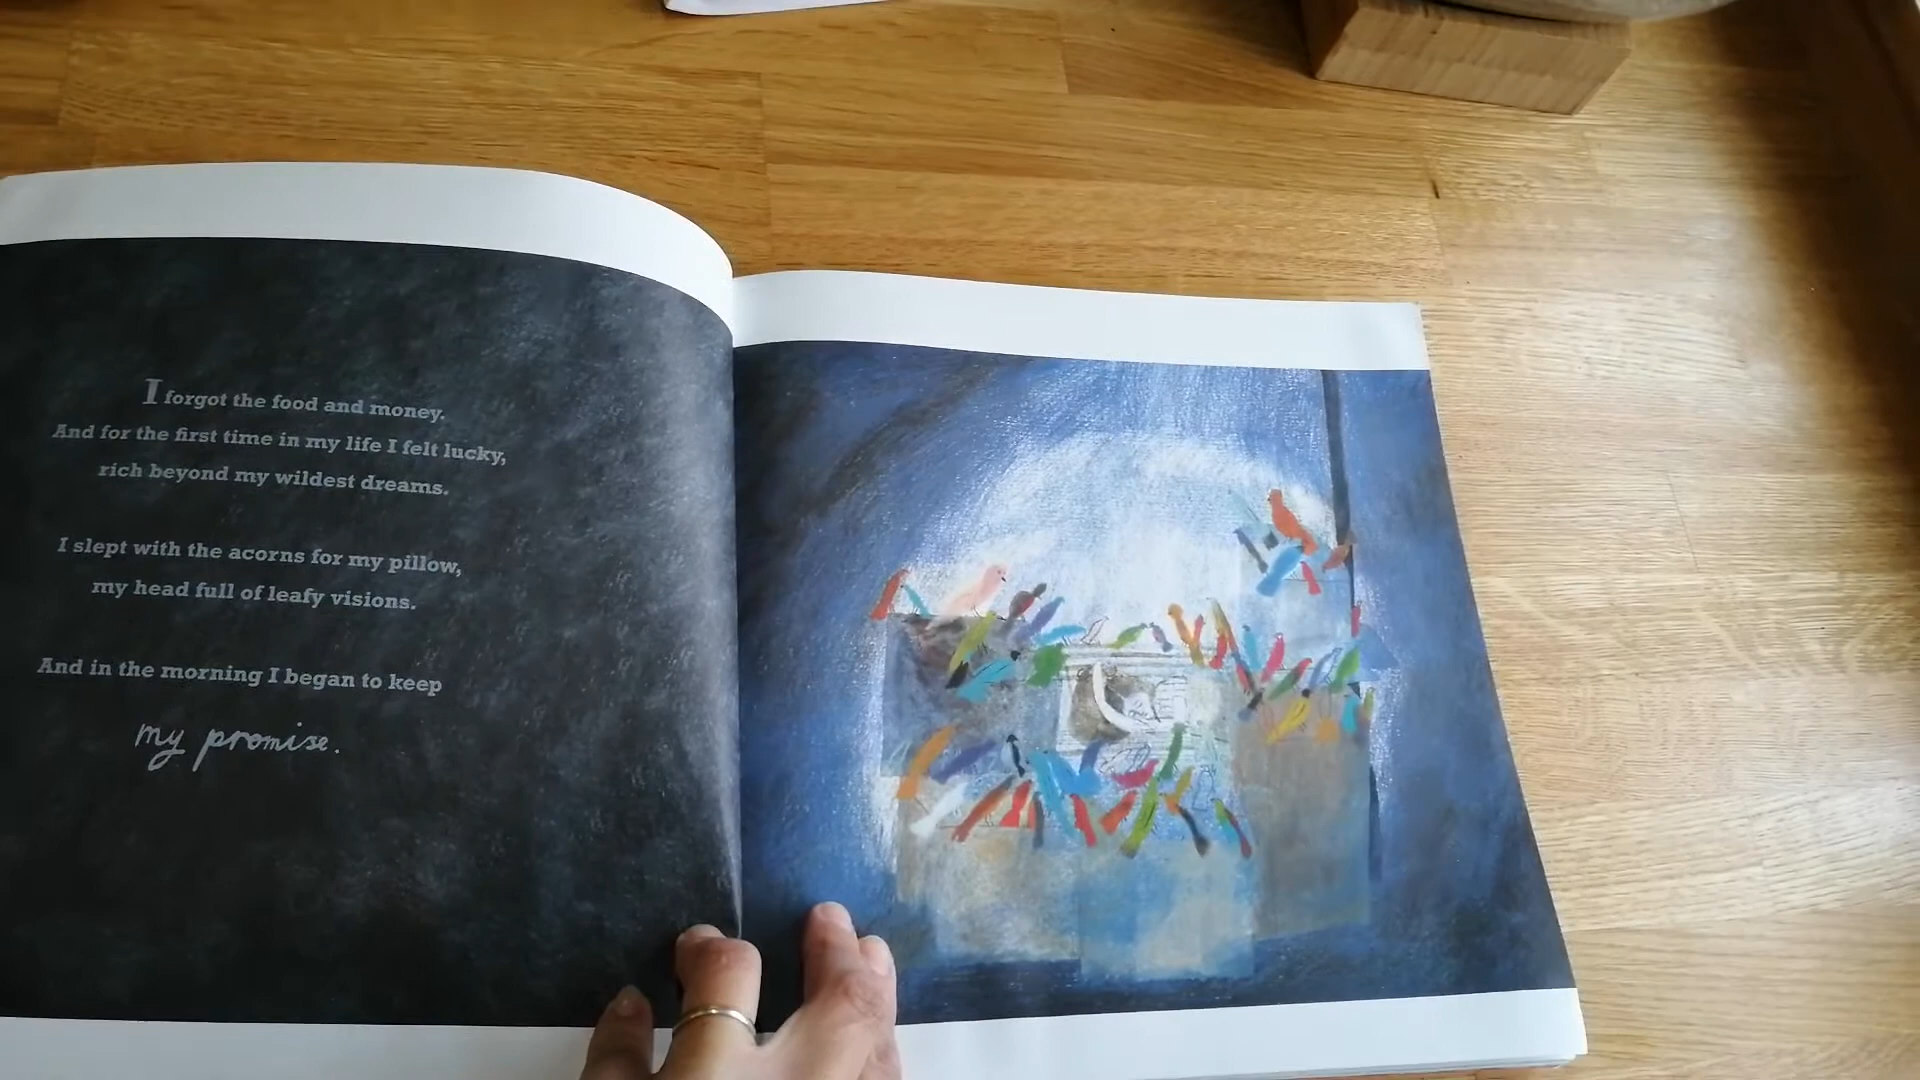 I forgot the food and money.
And for the first time in my life I felt lucky,
rich beyond my wildest dreams.
I slept with the acorns for my pillow,
my head full of leafy visions.
And in the morning I began to keep
my promise.